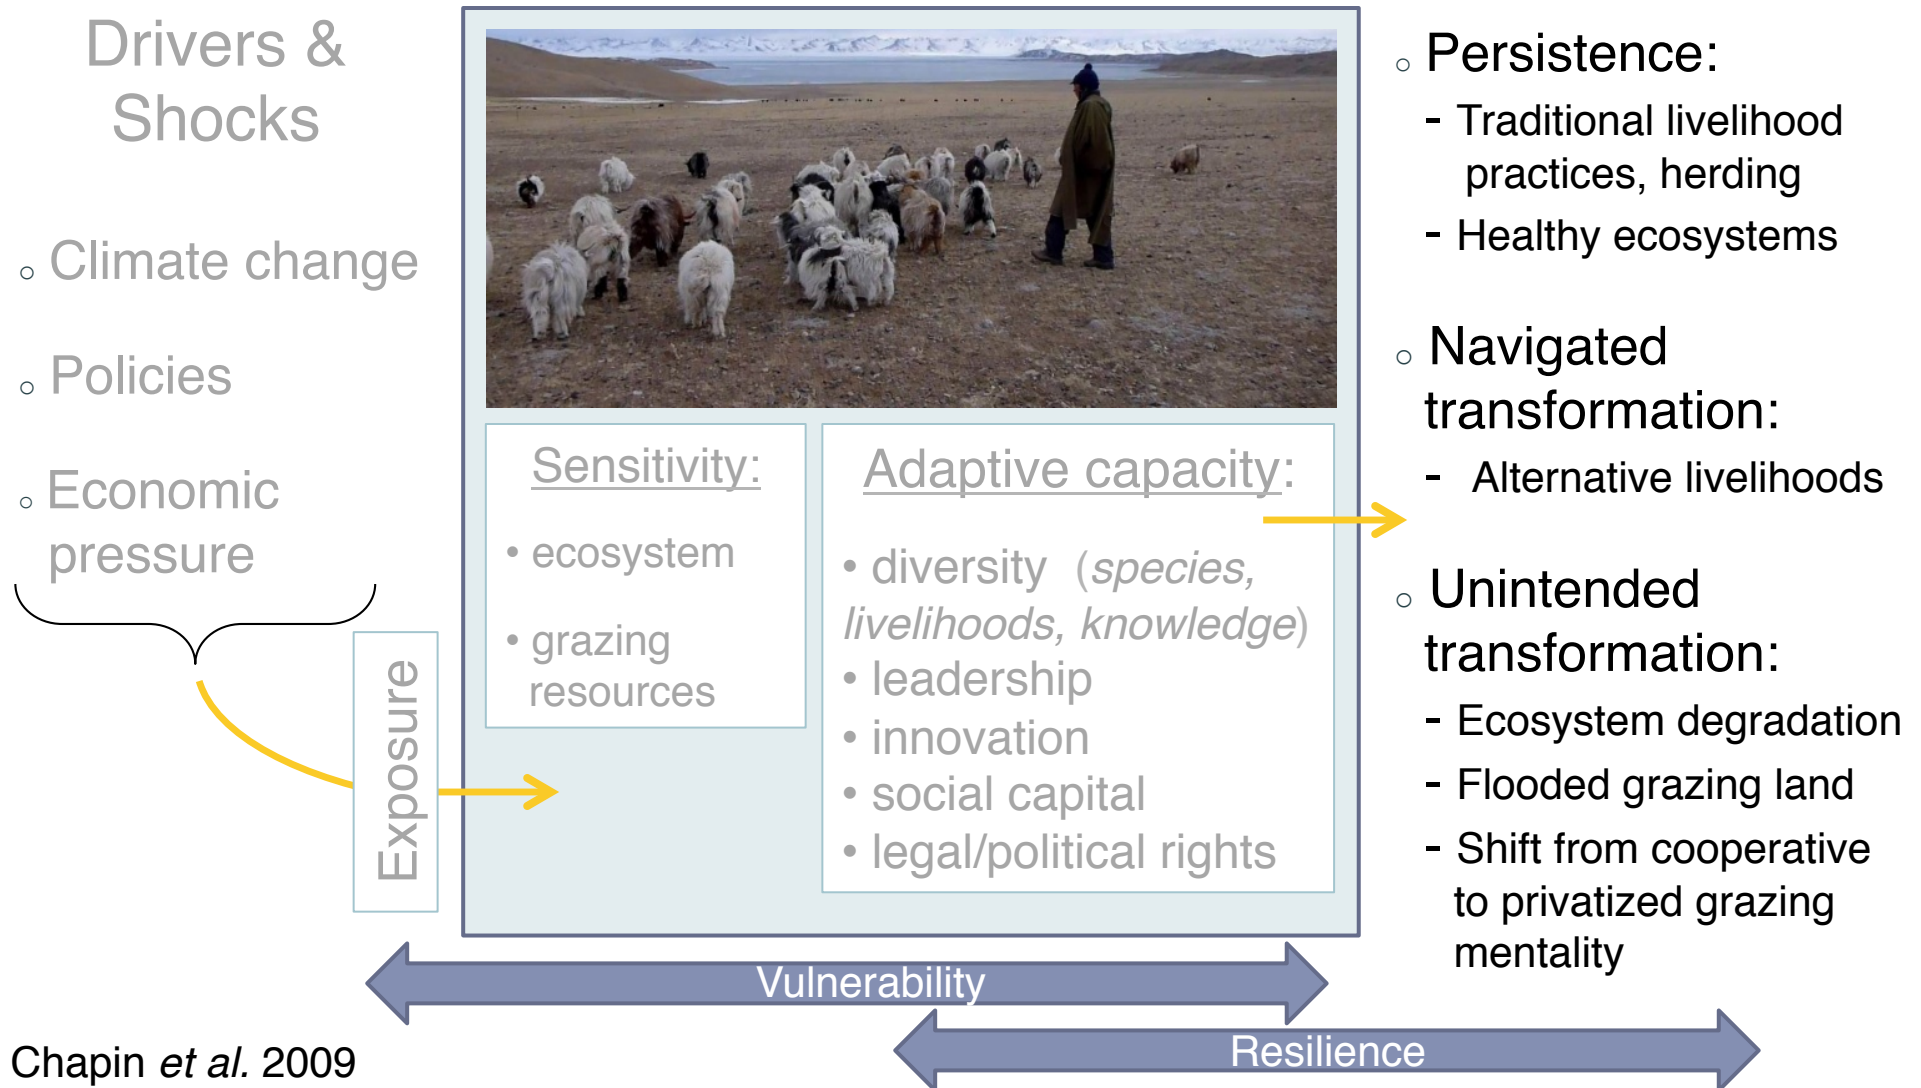 Drivers &
Shocks
◦ Climate change
◦ Policies
◦ Economic
pressure
Exposure
Sensitivity:
• ecosystem
• grazing
resources
Adaptive capacity:
• diversity (species,
livelihoods, knowledge)
• leadership
• innovation
• social capital
• legal/political rights
◦ Persistence:
- Traditional livelihood
practices, herding
- Healthy ecosystems
◦ Navigated
transformation:
- Alternative livelihoods
◦ Unintended
transformation:
- Ecosystem degradation
- Flooded grazing land
- Shift from cooperative
to privatized grazing
mentality
Vulnerability
Resilience
Chapin et al. 2009